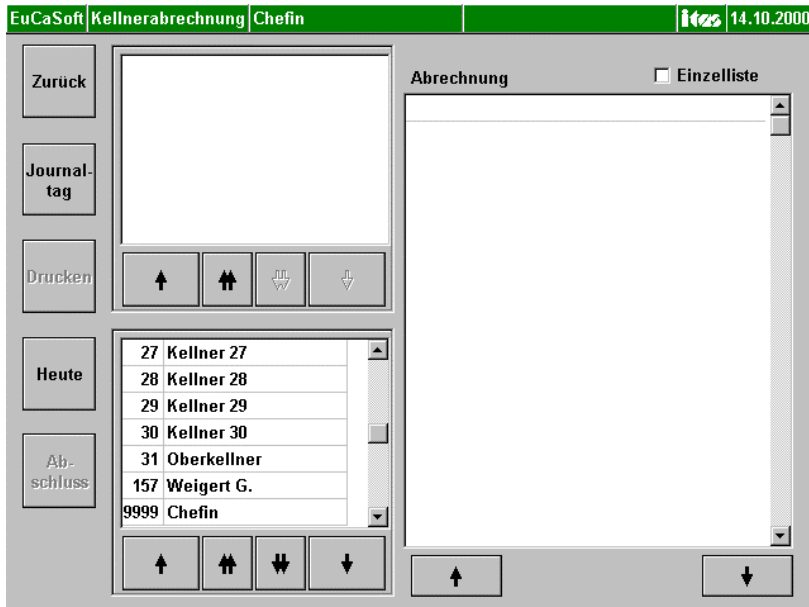 EuCaSoft Kellnerabrechnung Chefin itas 14.10.2000
Zurück
Journal-
tag
Drucken
Heute
Ab-
schluss
27 Kellner 27
28 Kellner 28
29 Kellner 29
30 Kellner 30
31 Oberkellner
157 Weigert G.
9999 Chefin
Abrechnung Einzelliste